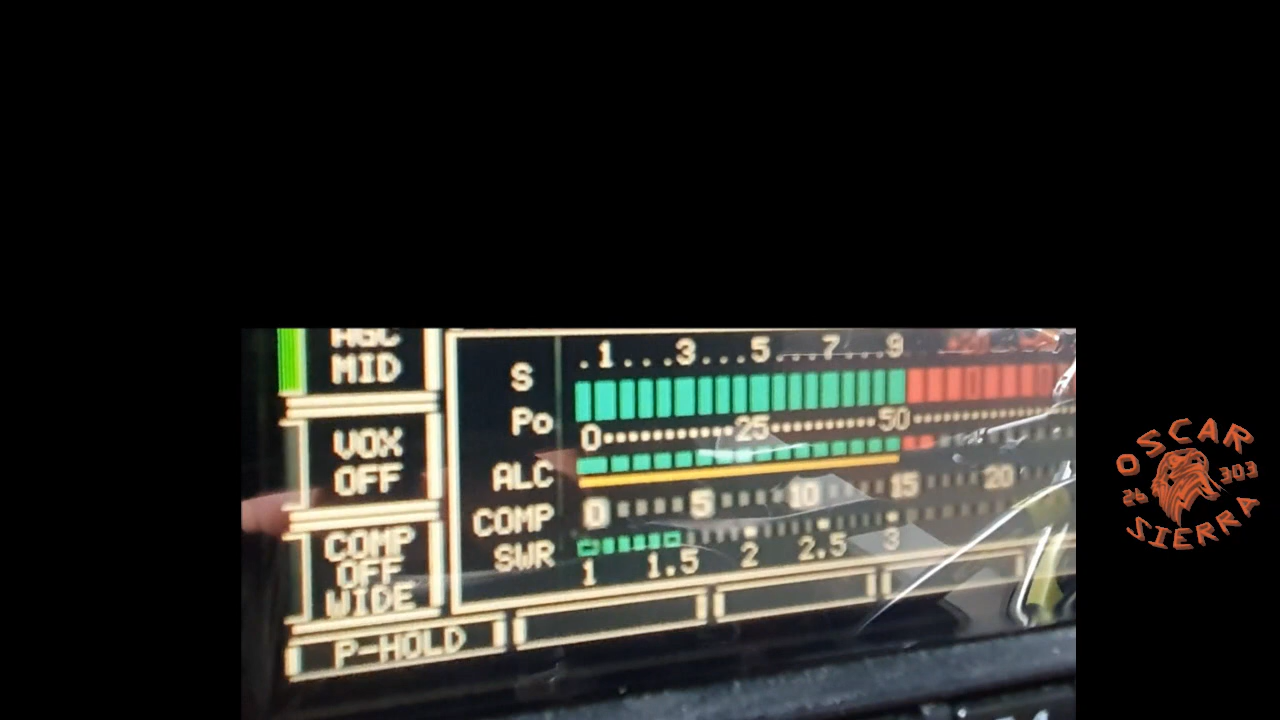 AGC
MID
VOX
OFF
COMP
OFF
WIDE
P-HOLD
S .1...3...5....7...9
Po 0 25 50
ALC
COMP 0 5 10 15 20
SWR
1 1.5 2 2.5 3
OSCAR
26 303
SIERRA